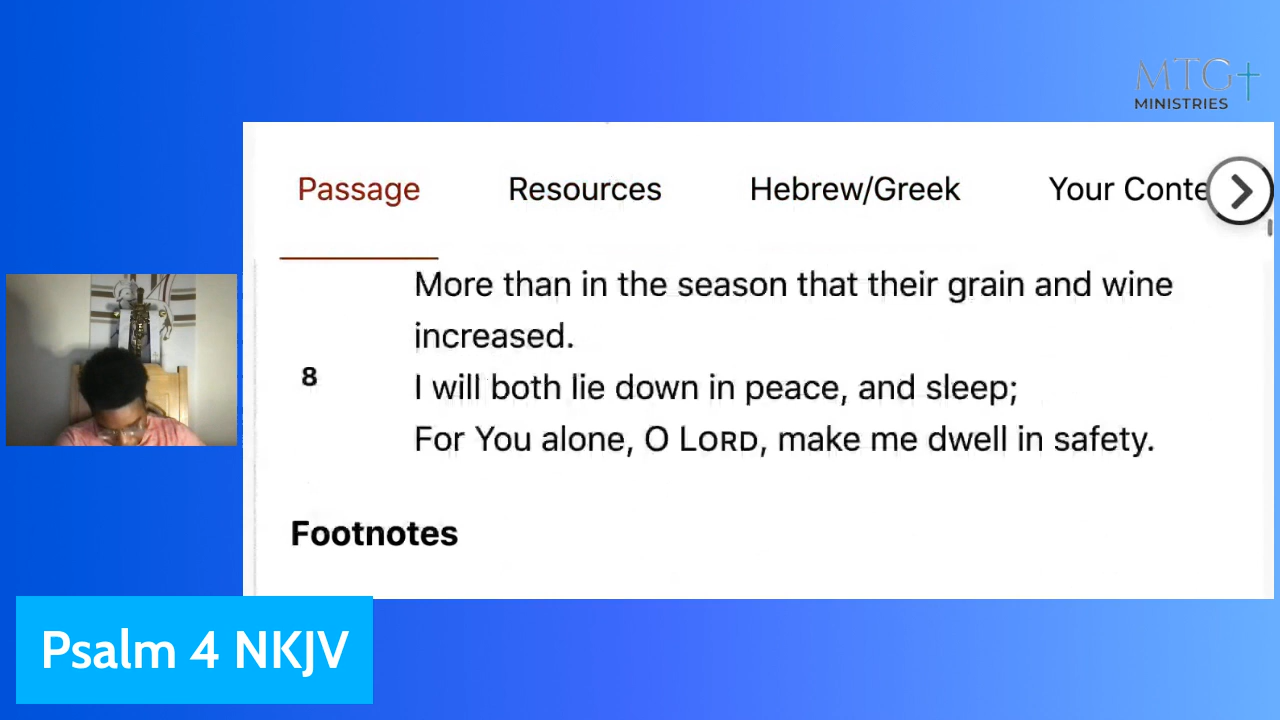 MTG
MINISTRIES
Passage Resources Hebrew/Greek Your Conte
More than in the season that their grain and wine
increased.
8 I will both lie down in peace, and sleep;
For You alone, O LORD, make me dwell in safety.
Footnotes
Psalm 4 NKJV